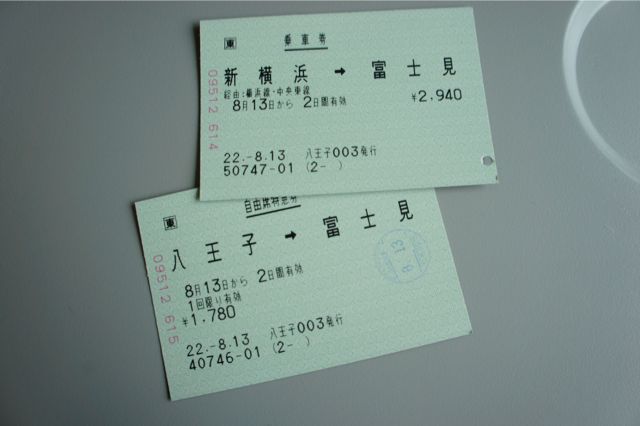 東 乗車券
新横浜 → 富士見
経由:横浜線・中央東線
8月13日から 2日間有効
¥2,940
22.-8.13 八王子003発行
50747-01 (2- )
09512 614
東 自由席特急券
八王子 → 富士見
8月13日から 2日間有効
1回限り有効
¥1,780
22.-8.13 八王子003発行
40746-01 (2- )
09512 615
8.13